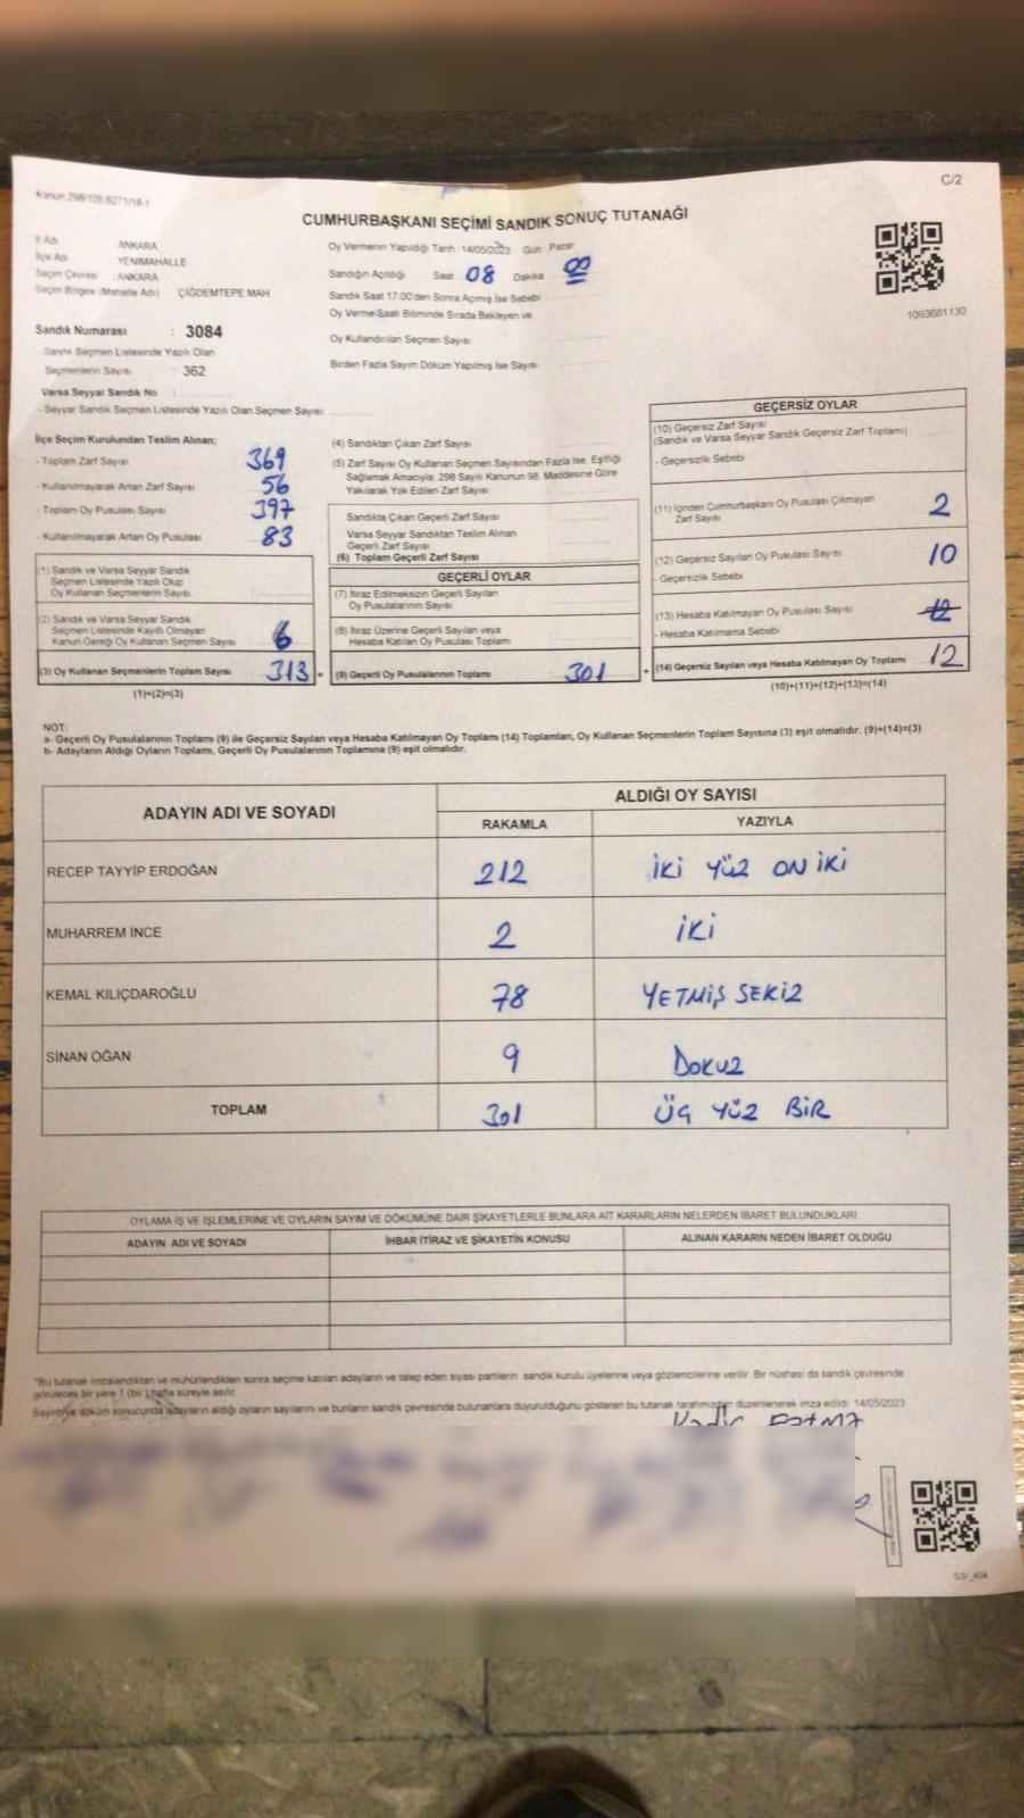 C/2
CUMHURBAŞKANI SEÇİMİ SANDIK SONUÇ TUTANAĞI
İl Adı ANKARA
İlçe Adı YENİMAHALLE
Seçim Çevresi : ANKARA
Seçim Bölgesi (Mahalle Adı) ÇİĞDEMTEPE MAH
Sandık Numarası : 3084
Sandık Seçmen Listesinde Yazılı Olan
Seçmenlerin Sayısı 362
Varsa Seyyar Sandık No
- Seyyar Sandık Seçmen Listesinde Yazılı Olan Seçmen Sayısı
Oy Vermenin Yapıldığı Tarih 14/05/2023 Gün Pazar
Sandığın Açıldığı Saat 08 Dakika
Sandık Saat 17:00'den Sonra Açılmış İse Sebebi
Oy Verme Saati Bitiminde Sırada Bekleyen ve
Oy Kullandırılan Seçmen Sayısı
Birden Fazla Sayım Döküm Yapılmış İse Sayısı
1093681130
İlçe Seçim Kurulundan Teslim Alınan;
- Toplam Zarf Sayısı 369
- Kullanılmayarak Artan Zarf Sayısı 56
- Toplam Oy Pusulası Sayısı 397
- Kullanılmayarak Artan Oy Pusulası 83
(1) Sandık ve Varsa Seyyar Sandık
Seçmen Listesinde Yazılı Olup
Oy Kullanan Seçmenlerin Sayısı
(2) Sandık ve Varsa Seyyar Sandık
Seçmen Listesinde Kayıtlı Olmayan
Kanun Gereği Oy Kullanan Seçmen Sayısı 6
(3) Oy Kullanan Seçmenlerin Toplam Sayısı 313
(1)+(2)=(3)
(4) Sandıktan Çıkan Zarf Sayısı
(5) Zarf Sayısı Oy Kullanan Seçmen Sayısından Fazla İse, Eşitliği
Sağlamak Amacıyla; 298 Sayılı Kanunun 98. Maddesine Göre
Yakılarak Yok Edilen Zarf Sayısı
Sandıkta Çıkan Geçerli Zarf Sayısı
Varsa Seyyar Sandıktan Teslim Alınan
Geçerli Zarf Sayısı
(6) Toplam Geçerli Zarf Sayısı
GEÇERLİ OYLAR
(7) İtiraz Edilmeksizin Geçerli Sayılan
Oy Pusulalarının Sayısı
(8) İtiraz Üzerine Geçerli Sayılan veya
Hesaba Katılan Oy Pusulası Toplamı
(9) Geçerli Oy Pusulalarının Toplamı 301
GEÇERSİZ OYLAR
(10) Geçersiz Zarf Sayısı
(Sandık ve Varsa Seyyar Sandık Geçersiz Zarf Toplamı)
- Geçersizlik Sebebi
(11) İçinden Cumhurbaşkanı Oy Pusulası Çıkmayan
Zarf Sayısı 2
(12) Geçersiz Sayılan Oy Pusulası Sayısı 10
- Geçersizlik Sebebi
(13) Hesaba Katılmayan Oy Pusulası Sayısı 12
- Hesaba Katılmama Sebebi
(14) Geçersiz Sayılan veya Hesaba Katılmayan Oy Toplamı 12
(10)+(11)+(12)+(13)=(14)
NOT:
a- Geçerli Oy Pusulalarının Toplamı (9) ile Geçersiz Sayılan veya Hesaba Katılmayan Oy Toplam (14) Toplamları, Oy Kullanan Seçmenlerin Toplam Sayısına (3) eşit olmalıdır. (9)+(14)=(3)
b- Adayların Aldığı Oyların Toplamı, Geçerli Oy Pusulalarının Toplamına (9) eşit olmalıdır.
ADAYIN ADI VE SOYADI ALDIĞI OY SAYISI
RAKAMLA YAZIYLA
RECEP TAYYİP ERDOĞAN 212 İKİ YÜZ ON İKİ
MUHARREM İNCE 2 İKİ
KEMAL KILIÇDAROĞLU 78 YETMİŞ SEKİZ
SİNAN OĞAN 9 DOKUZ
TOPLAM 301 ÜÇ YÜZ BİR
OYLAMA İŞ VE İŞLEMLERİNE VE OYLARIN SAYIM VE DÖKÜMÜNE DAİR ŞİKAYETLERLE BUNLARA AİT KARARLARIN NELERDEN İBARET BULUNDUKLARI
ADAYIN ADI VE SOYADI İHBAR İTİRAZ VE ŞİKAYETİN KONUSU ALINAN KARARIN NEDEN İBARET OLDUĞU
"Bu tutanak imzalandıktan ve mühürlendikten sonra seçime katılan adayların ve talep eden siyasi partilerin sandık kurulu üyelerine veya gözlemcilerine verilir. Bir nüshası da sandık çevresinde
görülecek bir yere 1 (bir) hafta süreyle asılır.
Sayım ve döküm sonucunda adayların aldığı oyların sayılarını ve bunların sandık çevresinde bulunanlara duyurulduğunu gösteren bu tutanak tarafımızdan düzenlenerek imza edildi. 14/05/2023
Kadir Fatma